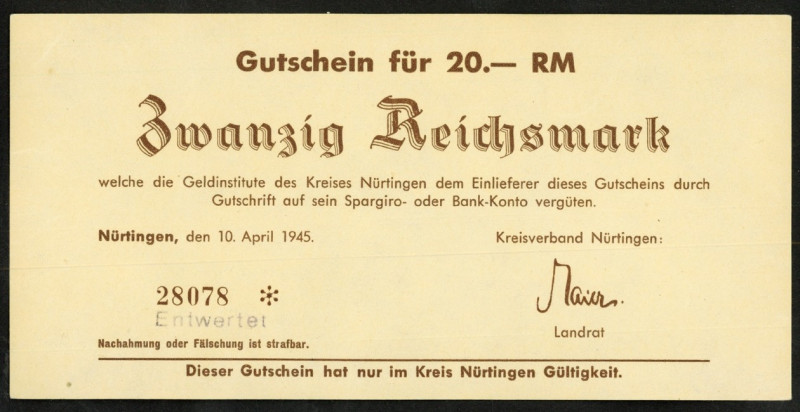 Gutschein für 20.— RM
Zwanzig Reichsmark
welche die Geldinstitute des Kreises Nürtingen dem Einlieferer dieses Gutscheins durch
Gutschrift auf sein Spargiro- oder Bank-Konto vergüten.
Nürtingen, den 10. April 1945.
Kreisverband Nürtingen:
28078 *
Maier.
Entwertet
Landrat
Nachahmung oder Fälschung ist strafbar.
Dieser Gutschein hat nur im Kreis Nürtingen Gültigkeit.